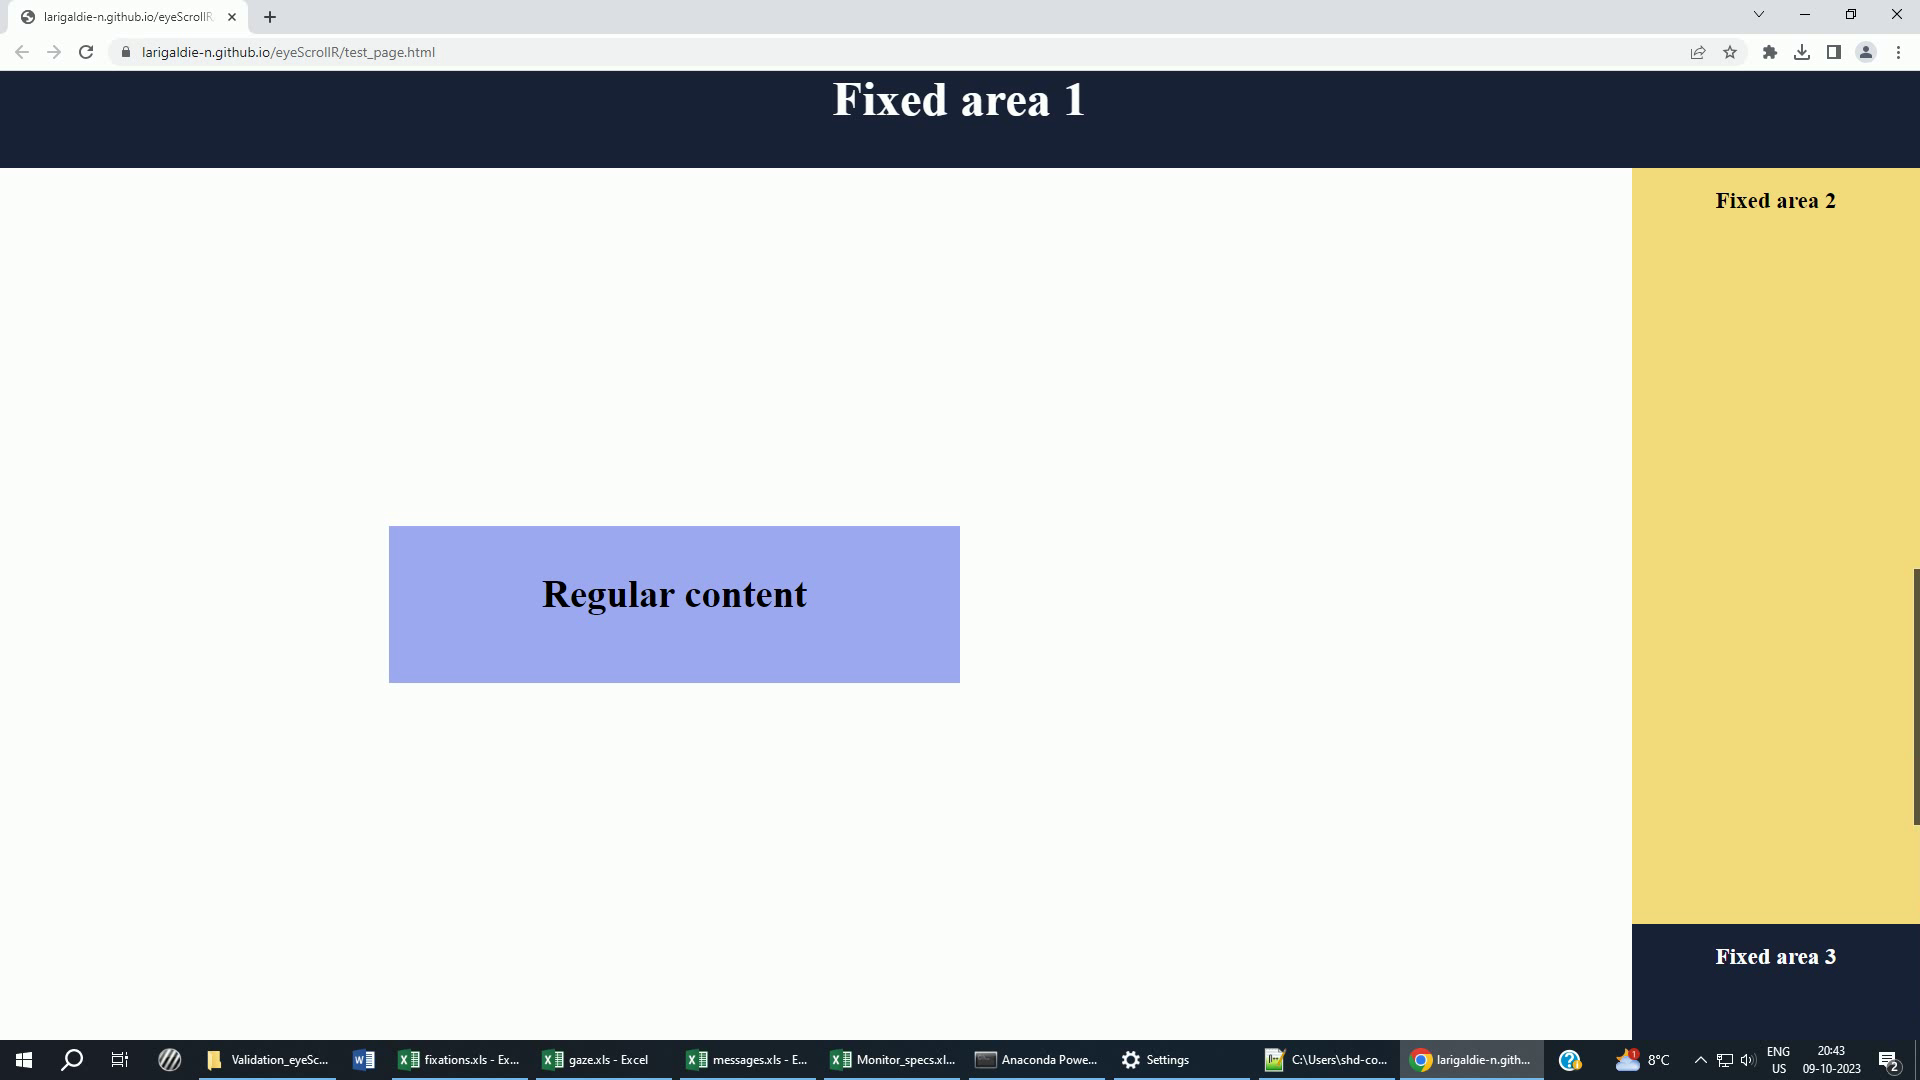 larigaldie-n.github.io/eyeScrollR
larigaldie-n.github.io/eyeScrollR/test_page.html
Fixed area 1
Fixed area 2
Regular content
Fixed area 3
Validation_eyeSc...
fixations.xls - Ex...
gaze.xls - Excel
messages.xls - E...
Monitor_specs.xl...
Anaconda Powe...
Settings
C:\Users\shd-co...
larigaldie-n.gith...
1
8°C
ENG
US
20:43
09-10-2023
2